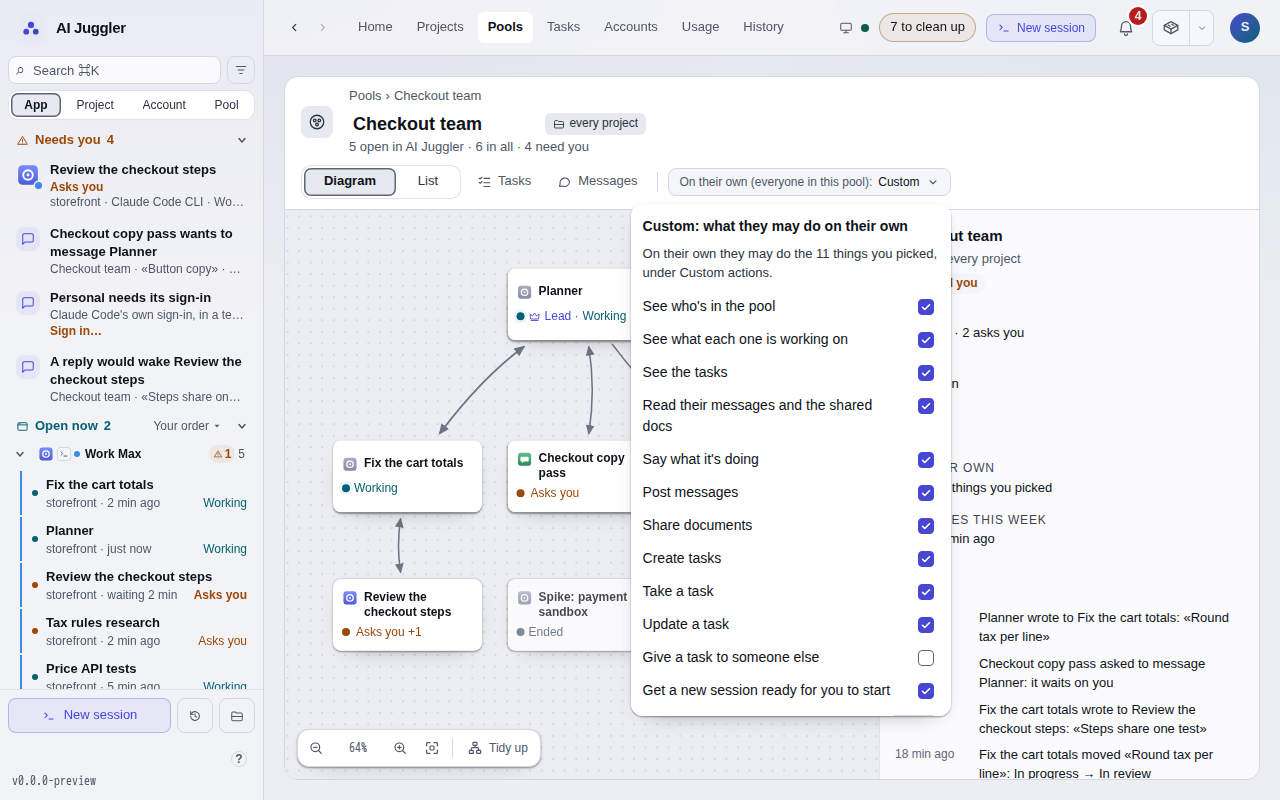 AI Juggler
Search ⌘K
App
Project
Account
Pool
Needs you 4
Review the checkout steps
Asks you
storefront · Claude Code CLI · Wo…
Checkout copy pass wants to
message Planner
Checkout team · «Button copy» · …
Personal needs its sign-in
Claude Code's own sign-in, in a te…
Sign in…
A reply would wake Review the
checkout steps
Checkout team · «Steps share on…
Open now 2
Your order
Work Max
1 5
Fix the cart totals
storefront · 2 min ago
Working
Planner
storefront · just now
Working
Review the checkout steps
storefront · waiting 2 min
Asks you
Tax rules research
storefront · 2 min ago
Asks you
Price API tests
storefront · 5 min ago
Working
New session
?
v0.0.0-preview
Home
Projects
Pools
Tasks
Accounts
Usage
History
7 to clean up
New session
4
S
Pools › Checkout team
Checkout team
every project
5 open in AI Juggler · 6 in all · 4 need you
Diagram
List
Tasks
Messages
On their own (everyone in this pool): Custom
Planner
Lead · Working
Fix the cart totals
Working
Checkout copy
pass
Asks you
Review the
checkout steps
Asks you +1
Spike: payment
sandbox
Ended
64%
Tidy up
Custom: what they may do on their own
On their own they may do the 11 things you picked,
under Custom actions.
See who's in the pool
See what each one is working on
See the tasks
Read their messages and the shared
docs
Say what it's doing
Post messages
Share documents
Create tasks
Take a task
Update a task
Give a task to someone else
Get a new session ready for you to start
ut team
every project
you
· 2 asks you
n
R OWN
things you picked
ES THIS WEEK
min ago
Planner wrote to Fix the cart totals: «Round
tax per line»
Checkout copy pass asked to message
Planner: it waits on you
Fix the cart totals wrote to Review the
checkout steps: «Steps share one test»
18 min ago
Fix the cart totals moved «Round tax per
line»: In progress → In review